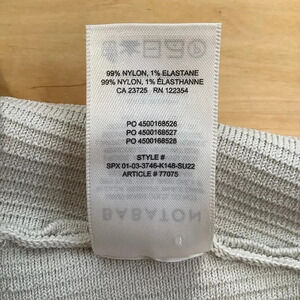 99% NYLON, 1% ELASTANE
99% NYLON, 1% ÉLASTHANNE
CA 23725 RN 122354
PO 4500168526
PO 4500168527
PO 4500168528
STYLE #
SPX 01-03-3746-K148-SU22
ARTICLE # 77075
BABATON